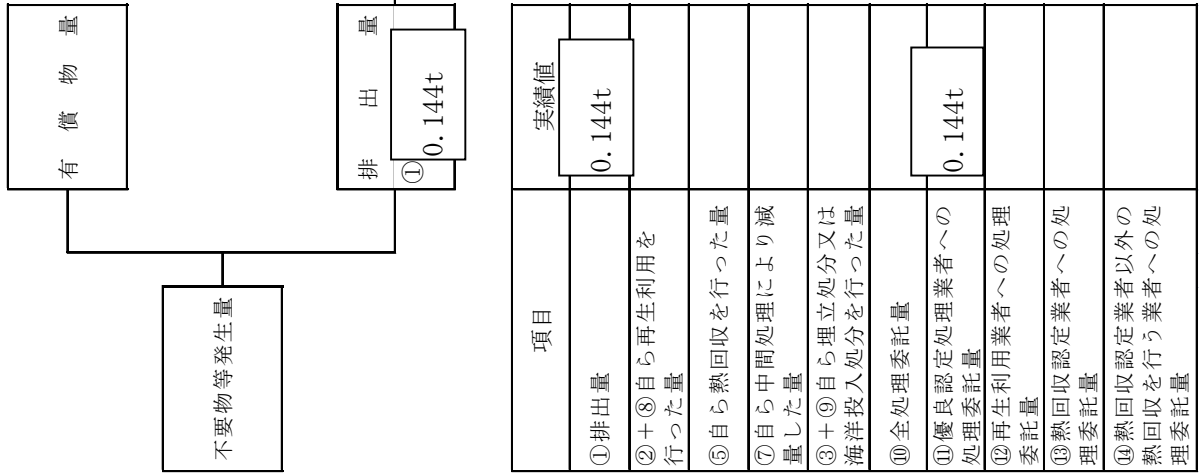 有償物量
不要物等発生量
排出量
①
0.144t
項目
実績値
①排出量
0.144t
②＋⑧自ら再生利用を
行った量
⑤自ら熱回収を行った量
⑦自ら中間処理により減
量した量
③＋⑨自ら埋立処分又は
海洋投入処分を行った量
⑩全処理委託量
⑪優良認定処理業者への
処理委託量
0.144t
⑫再生利用業者への処理
委託量
⑬熱回収認定業者への処
理委託量
⑭熱回収認定業者以外の
熱回収を行う業者への処
理委託量